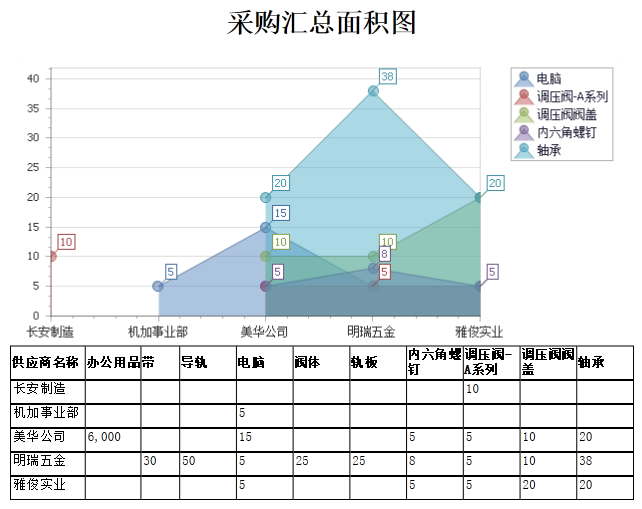 采购汇总面积图
40
35
30
25
20
15
10
5
0
10
5
20
15
10
5
38
10
8
5
20
5
长安制造 机加事业部 美华公司 明瑞五金 雅俊实业
电脑
调压阀-A系列
调压阀阀盖
内六角螺钉
轴承
供应商名称 办公用品 带 导轨 电脑 阀体 轨板 内六角螺钉 调压阀-A系列 调压阀阀盖 轴承
长安制造 10
机加事业部 5
美华公司 6,000 15 5 5 10 20
明瑞五金 30 50 5 25 25 8 5 10 38
雅俊实业 5 5 5 20 20